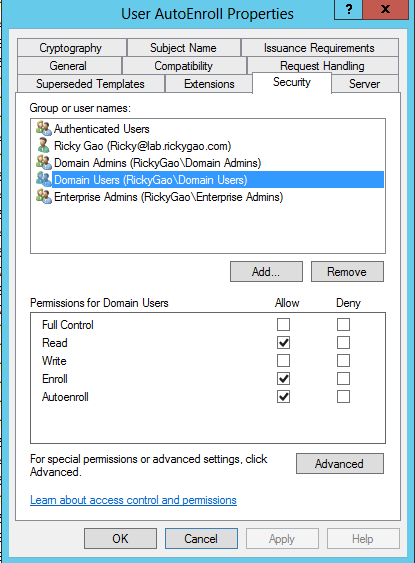 User AutoEnroll Properties
?
x
Cryptography
Subject Name
Issuance Requirements
General
Compatibility
Request Handling
Superseded Templates
Extensions
Security
Server
Group or user names:
Authenticated Users
Ricky Gao (Ricky@lab.rickygao.com)
Domain Admins (RickyGao\Domain Admins)
Domain Users (RickyGao\Domain Users)
Enterprise Admins (RickyGao\Enterprise Admins)
Add...
Remove
Permissions for Domain Users
Allow
Deny
Full Control
Read
Write
Enroll
Autoenroll
For special permissions or advanced settings, click
Advanced.
Advanced
Learn about access control and permissions
OK
Cancel
Apply
Help